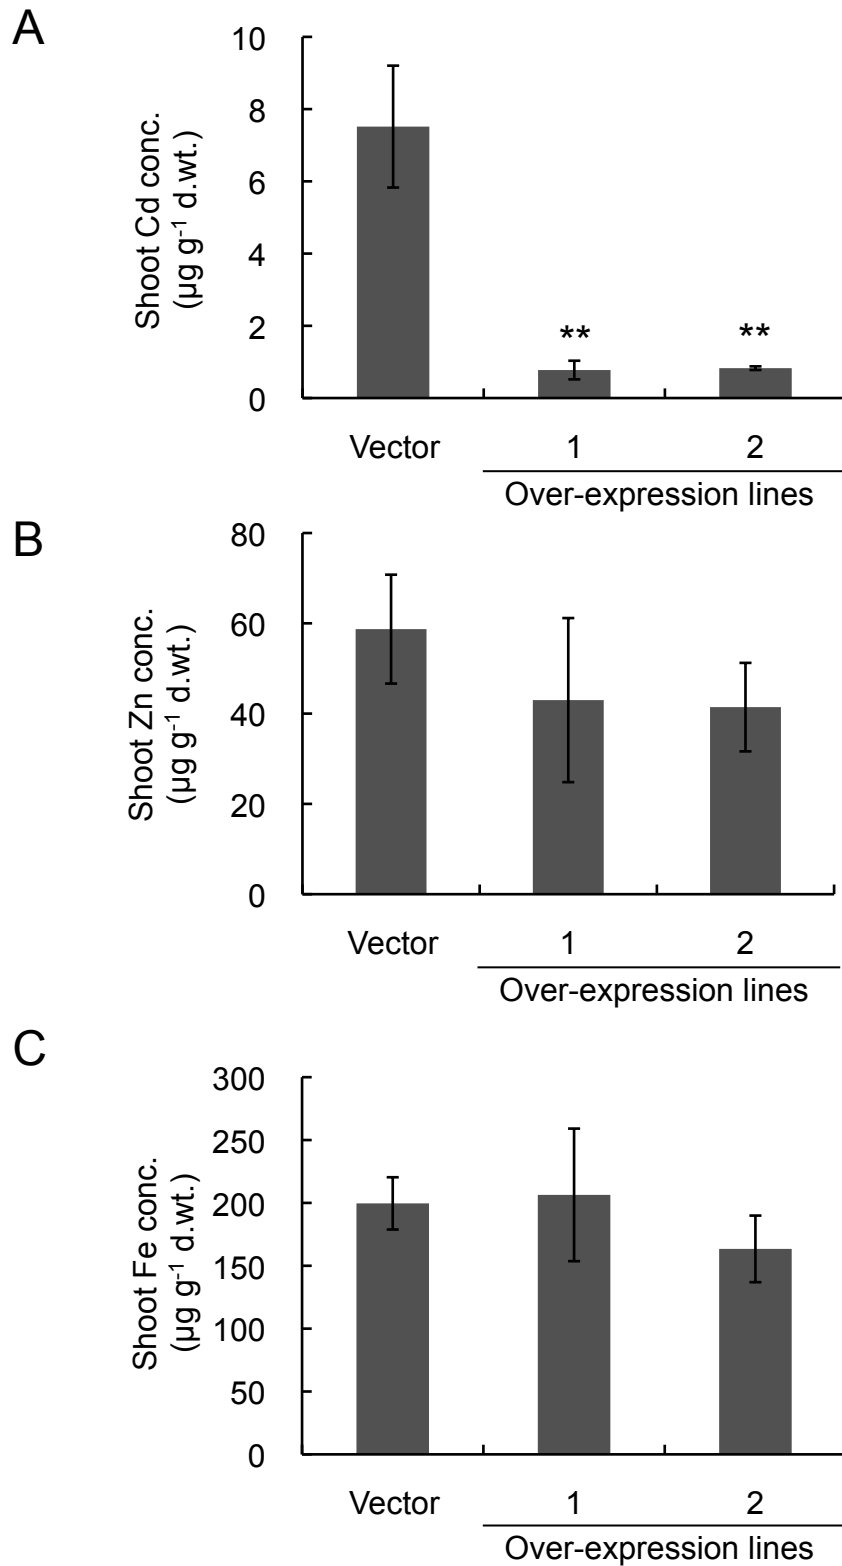 A
Shoot Cd conc.
(µg g-1 d.wt.)
10
8
6
4
2
0
**
**
Vector
1
2
Over-expression lines
B
Shoot Zn conc.
(µg g-1 d.wt.)
80
60
40
20
0
Vector
1
2
Over-expression lines
C
Shoot Fe conc.
(µg g-1 d.wt.)
300
250
200
150
100
50
0
Vector
1
2
Over-expression lines